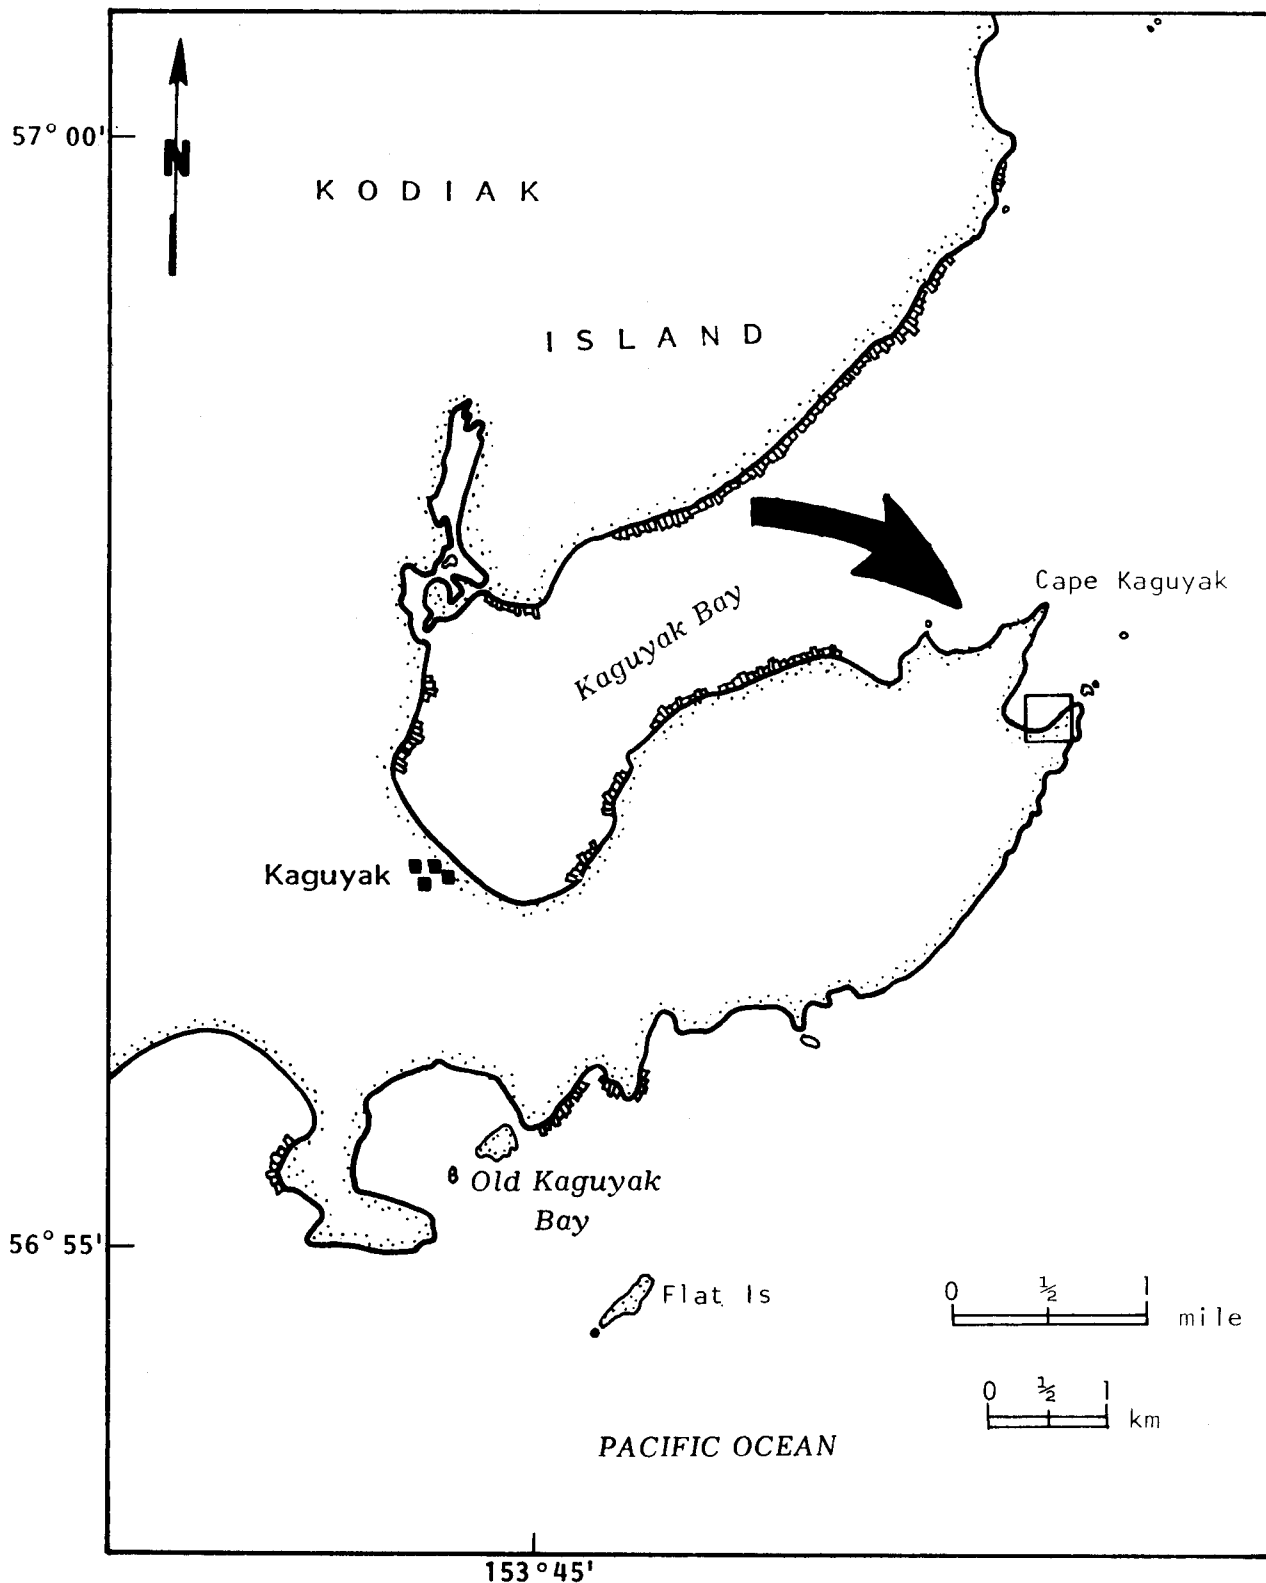 57° 00'
N
KODIAK
ISLAND
Cape Kaguyak
Kaguyak Bay
Kaguyak
Old Kaguyak
Bay
56° 55'
Flat Is
0 ½ 1
mile
0 ½ 1
km
PACIFIC OCEAN
153° 45'